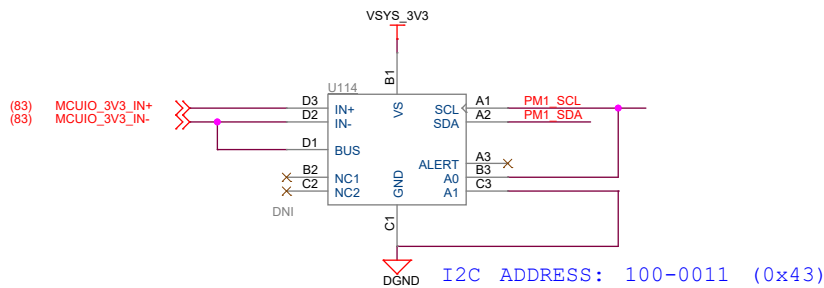 VSYS_3V3
U114
B1
(83) MCUIO_3V3_IN+ D3 IN+ VS SCL A1 PM1_SCL
(83) MCUIO_3V3_IN- D2 IN- SDA A2 PM1_SDA
D1 BUS
ALERT A3
B2 NC1 A0 B3
C2 NC2 GND A1 C3
DNI
C1
DGND
I2C ADDRESS: 100-0011 (0x43)